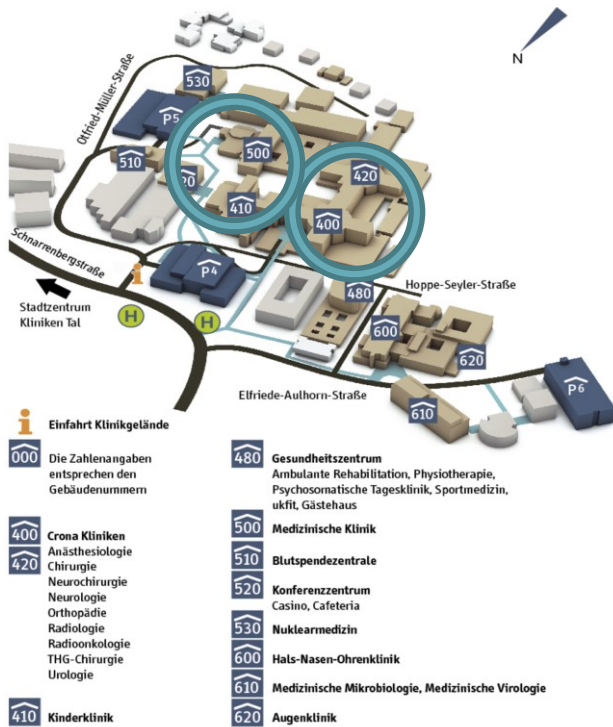 N
Otfried-Müller-Straße
530
P5
510
500
420
20
410
400
Schnarrenbergstraße
i
P4
Hoppe-Seyler-Straße
480
Stadtzentrum
Kliniken Tal
H
H
600
620
P6
Elfriede-Aulhorn-Straße
610
i Einfahrt Klinikgelände
000 Die Zahlenangaben
entsprechen den
Gebäudenummern
400 Crona Kliniken
420 Anästhesiologie
Chirurgie
Neurochirurgie
Neurologie
Orthopädie
Radiologie
Radioonkologie
THG-Chirurgie
Urologie
410 Kinderklinik
480 Gesundheitszentrum
Ambulante Rehabilitation, Physiotherapie,
Psychosomatische Tagesklinik, Sportmedizin,
ukfit, Gästehaus
500 Medizinische Klinik
510 Blutspendezentrale
520 Konferenzzentrum
Casino, Cafeteria
530 Nuklearmedizin
600 Hals-Nasen-Ohrenklinik
610 Medizinische Mikrobiologie, Medizinische Virologie
620 Augenklinik